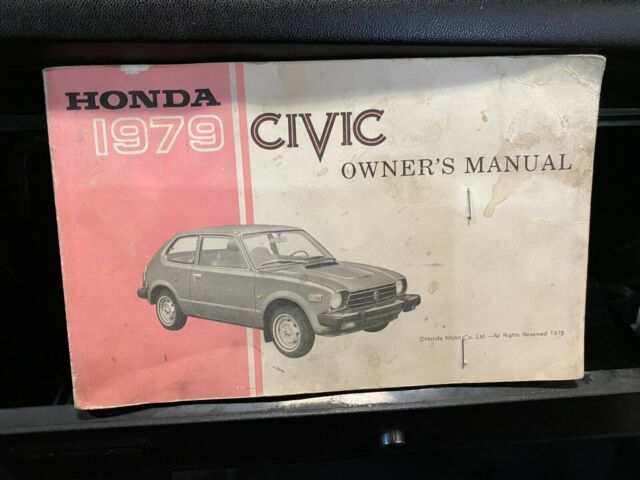 HONDA
1979 CIVIC
OWNER'S MANUAL
©Honda Motor Co., Ltd. —All Rights Reserved 1978